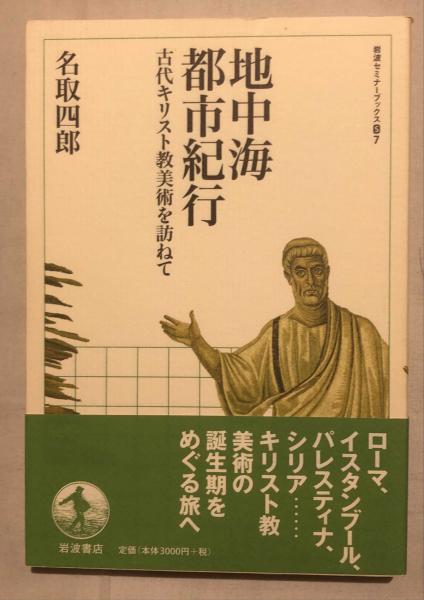 岩波セミナーブックスS7
地中海
都市紀行
古代キリスト教美術を訪ねて
名取四郎
ローマ、
イスタンブール、
パレスティナ、
シリア……
キリスト教
美術の
誕生期を
めぐる旅へ
岩波書店
定価(本体3000円+税)